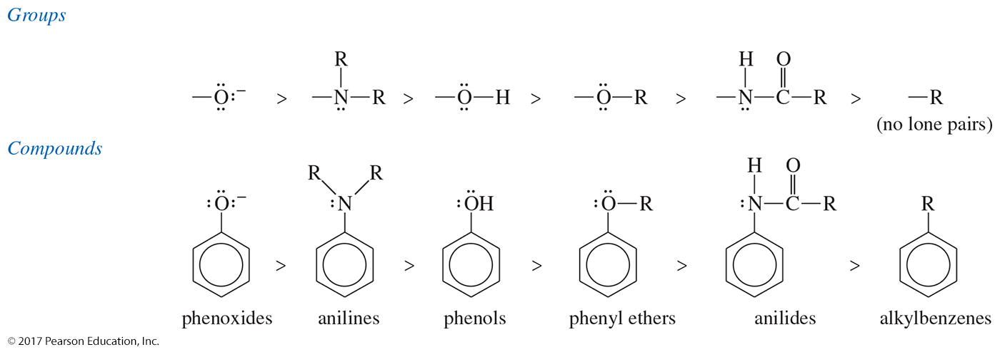 Groups
R
—Ö:⁻ > —N—R > —Ö—H > —Ö—R > —N—C—R > —R
H O
(no lone pairs)
Compounds
R R H O
:Ö:⁻ :N :ÖH :Ö—R :N—C—R R
> > > > >
phenoxides anilines phenols phenyl ethers anilides alkylbenzenes
© 2017 Pearson Education, Inc.